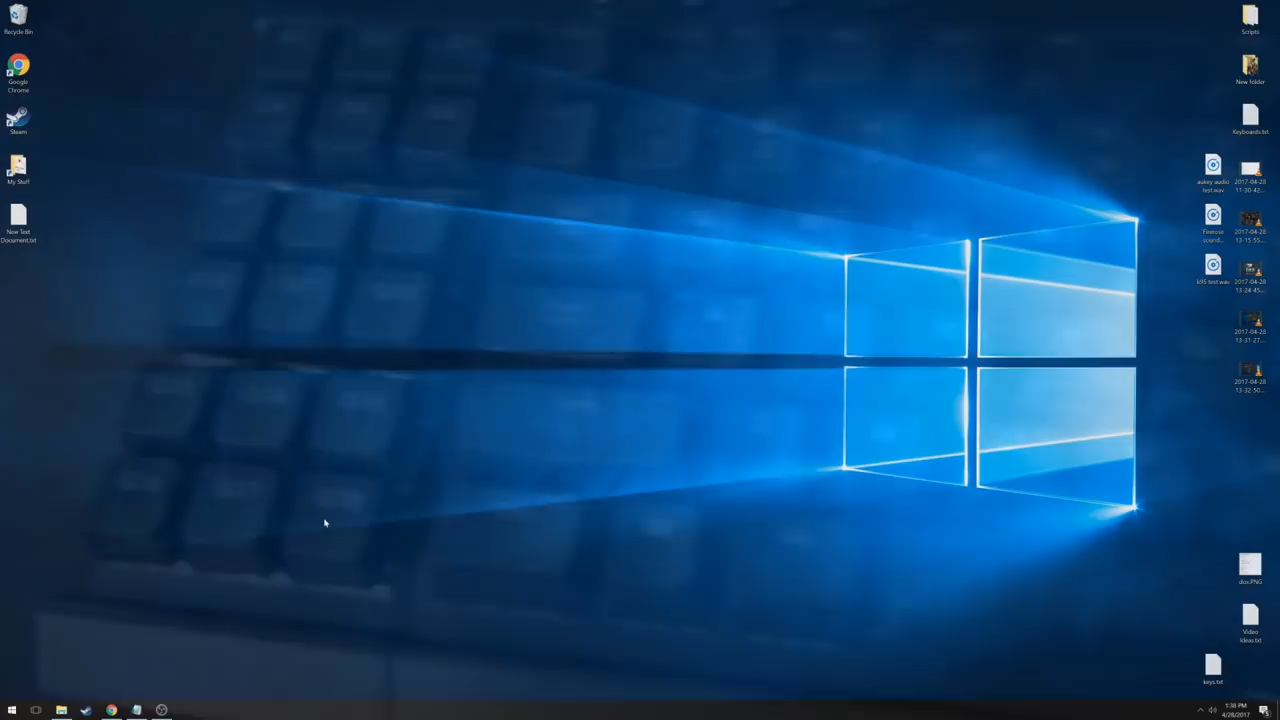 Recycle Bin
Google
Chrome
Steam
My Stuff
New Text
Document.txt
Scripts
New folder
Keyboards.txt
aukey audio
test.wav
2017-04-28
11-30-42...
Firerose
sound...
2017-04-28
13-15-55...
k95 test.wav
2017-04-28
13-24-45...
2017-04-28
13-31-27...
2017-04-28
13-32-50...
diox.PNG
Video
Ideas.txt
keys.txt
1:38 PM
4/28/2017